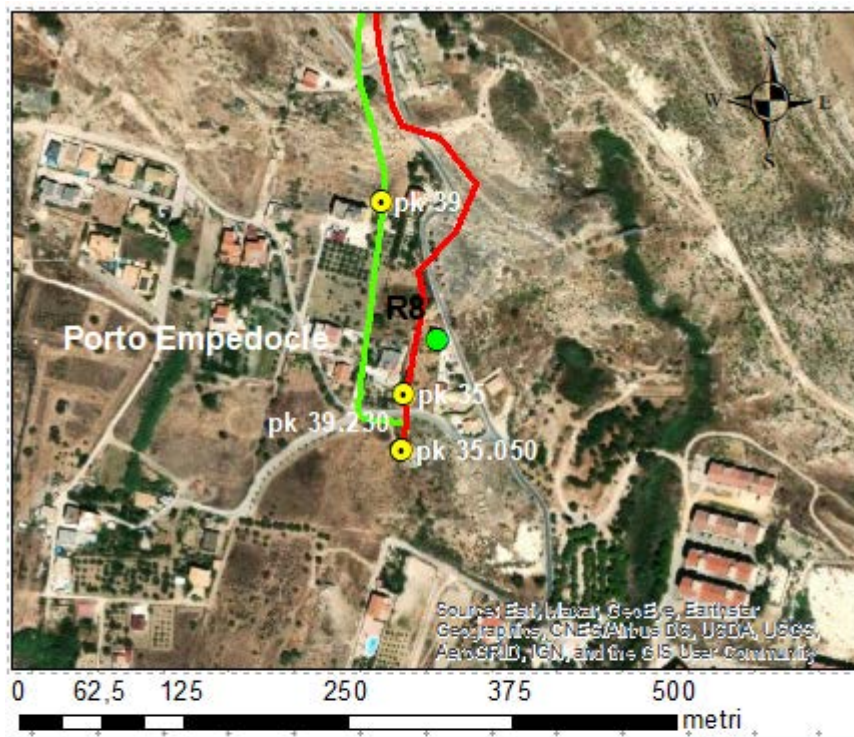 N
W E
S
pk 39
R8
Porto Empedocle
pk 35
pk 39.230
pk 35.050
Source: Esri, Maxar, GeoEye, Earthstar
Geographics, CNES/Airbus DS, USDA, USGS,
AeroGRID, IGN, and the GIS User Community
0 62,5 125 250 375 500
metri